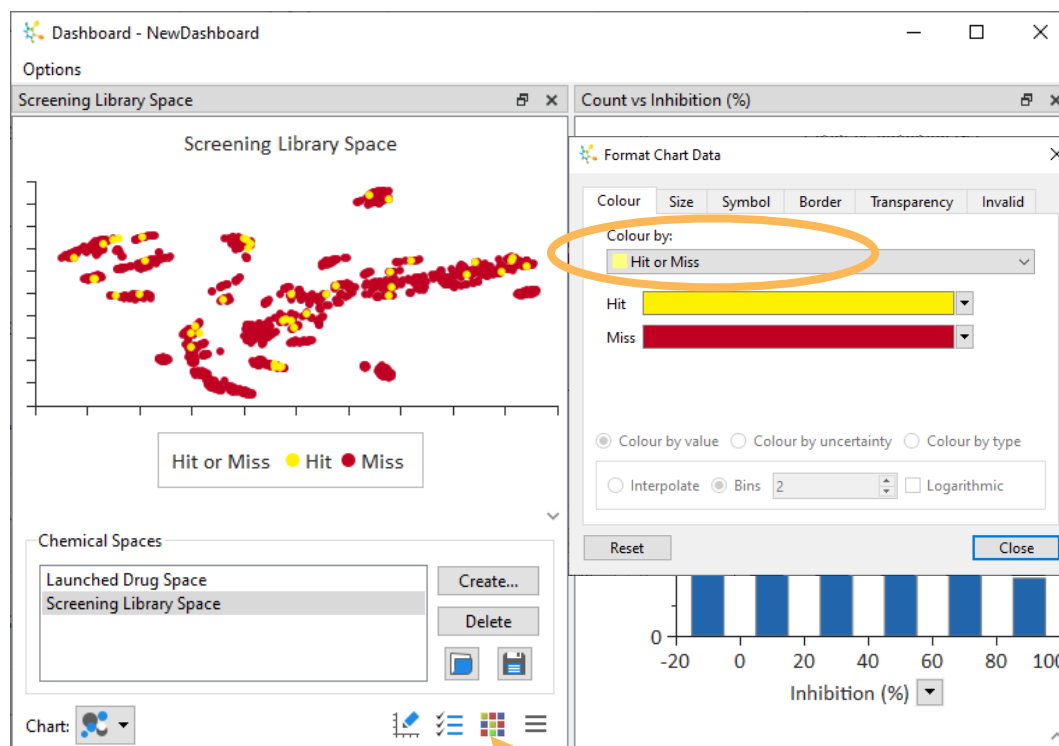 Dashboard - NewDashboard
Options
Screening Library Space
Screening Library Space
Hit or Miss Hit Miss
Chemical Spaces
Launched Drug Space
Screening Library Space
Create...
Delete
Chart:
Count vs Inhibition (%)
Format Chart Data
Colour Size Symbol Border Transparency Invalid
Colour by:
Hit or Miss
Hit
Miss
Colour by value Colour by uncertainty Colour by type
Interpolate Bins 2 Logarithmic
Reset Close
0
-20 0 20 40 60 80 100
Inhibition (%)